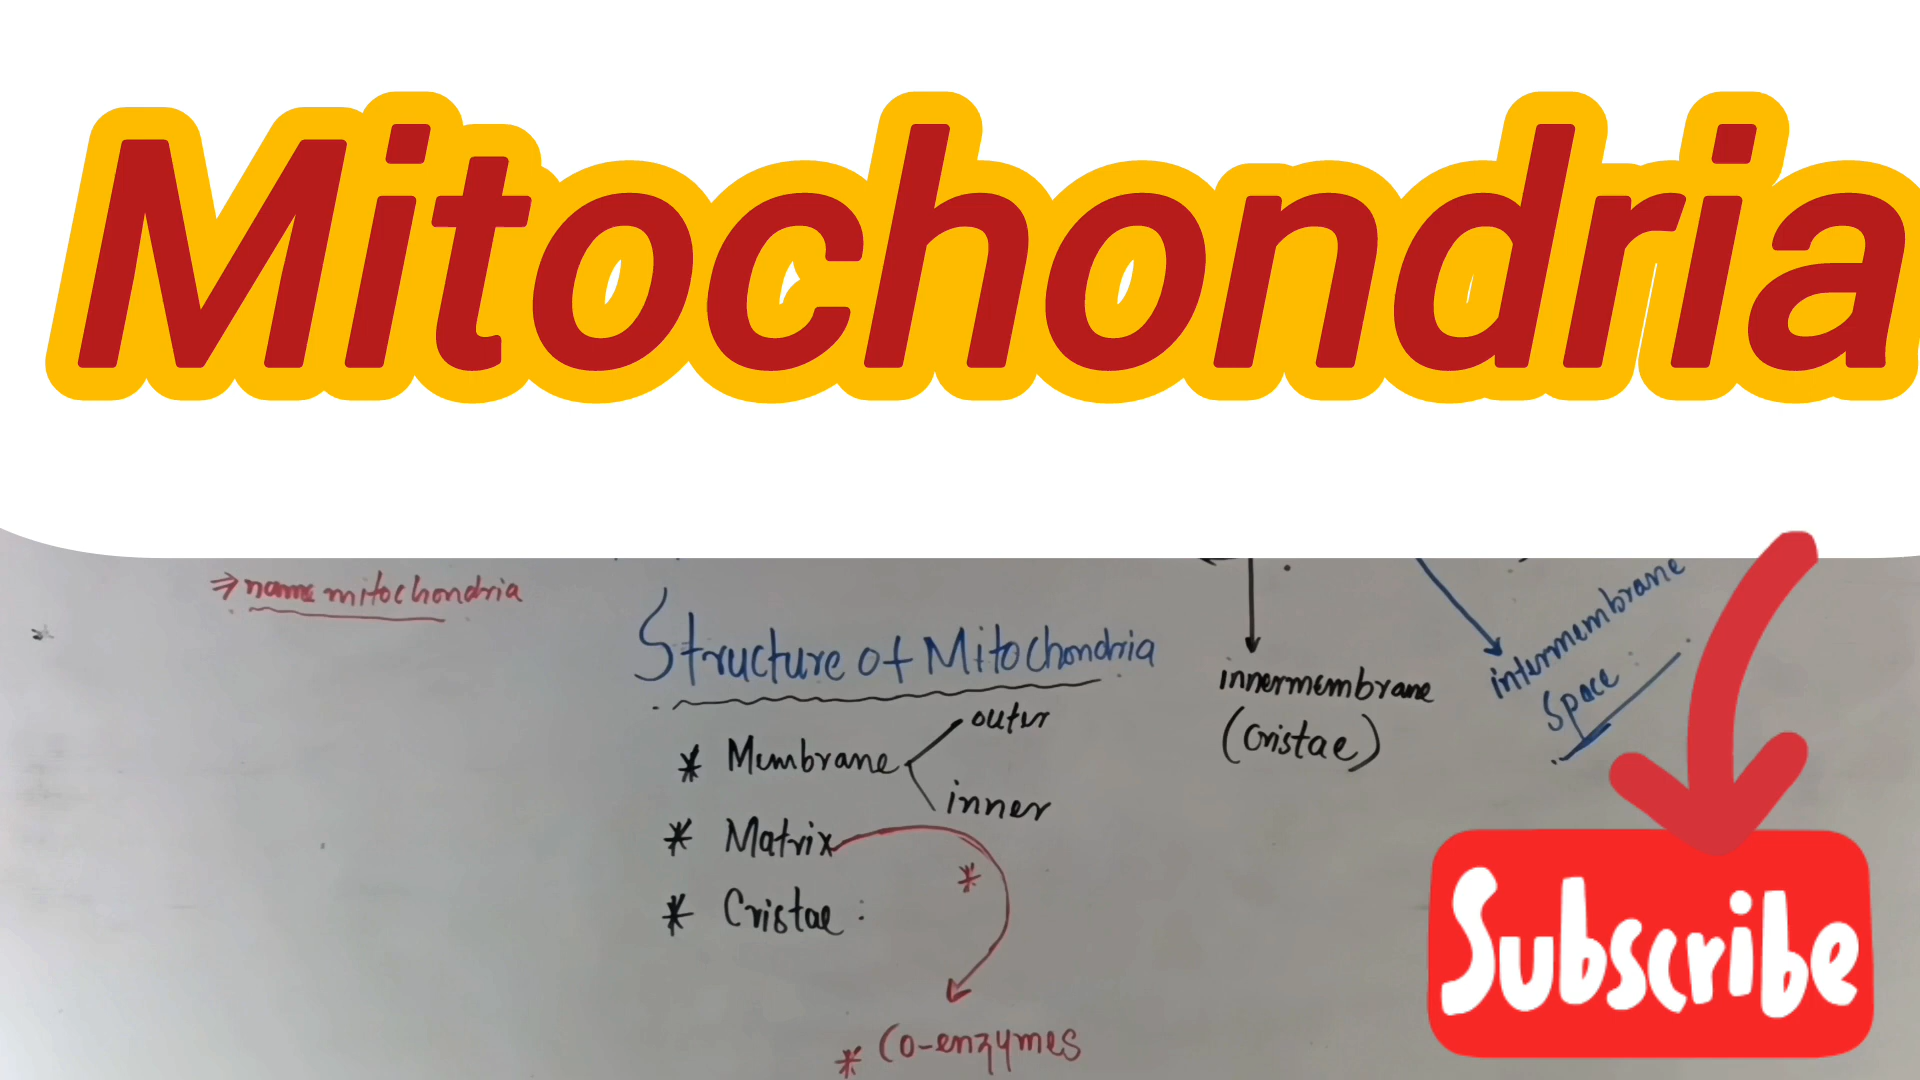 Mitochondria
⇒ name mitochondria
Structure of Mitochondria
* Membrane
outer
inner
* Matrix
*
* Cristae :
* Co-enzymes
innermembrane
(Cristae)
intermembrane
Space
Subscribe